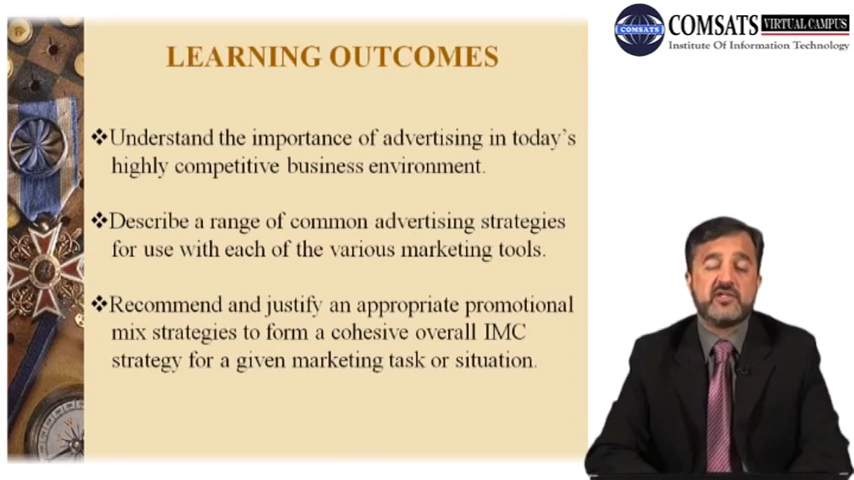 LEARNING OUTCOMES
❖Understand the importance of advertising in today's
highly competitive business environment.
❖Describe a range of common advertising strategies
for use with each of the various marketing tools.
❖Recommend and justify an appropriate promotional
mix strategies to form a cohesive overall IMC
strategy for a given marketing task or situation.
COMSATS
COMSATS VIRTUAL CAMPUS
Institute Of Information Technology